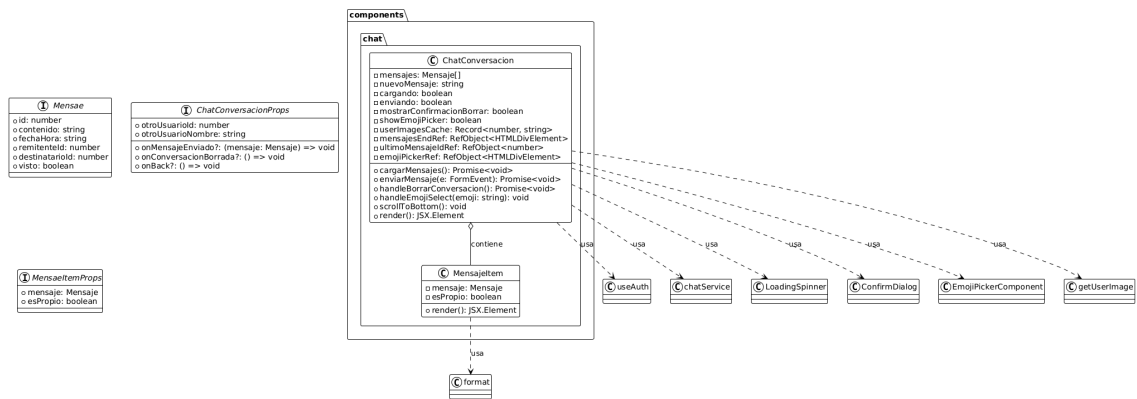 components
chat
C ChatConversacion
mensajes: Mensaje[]
nuevoMensaje: string
cargando: boolean
enviando: boolean
mostrarConfirmacionBorrar: boolean
showEmojiPicker: boolean
userImagesCache: Record<number, string>
mensajesEndRef: RefObject<HTMLDivElement>
ultimoMensajeIdRef: RefObject<number>
emojiPickerRef: RefObject<HTMLDivElement>
cargarMensajes(): Promise<void>
enviarMensaje(e: FormEvent): Promise<void>
handleBorrarConversacion(): Promise<void>
handleEmojiSelect(emoji: string): void
scrollToBottom(): void
render(): JSX.Element
I Mensae
id: number
contenido: string
fechaHora: string
remitenteId: number
destinatarioId: number
visto: boolean
I ChatConversacionProps
otroUsuarioId: number
otroUsuarioNombre: string
onMensajeEnviado?: (mensaje: Mensaje) => void
onConversacionBorrada?: () => void
onBack?: () => void
contiene
usa
usa
usa
usa
usa
usa
I MensaeItemProps
mensaje: Mensaje
esPropio: boolean
C MensajeItem
mensaje: Mensaje
esPropio: boolean
render(): JSX.Element
C useAuth
C chatService
C LoadingSpinner
C ConfirmDialog
C EmojiPickerComponent
C getUserImage
usa
C format